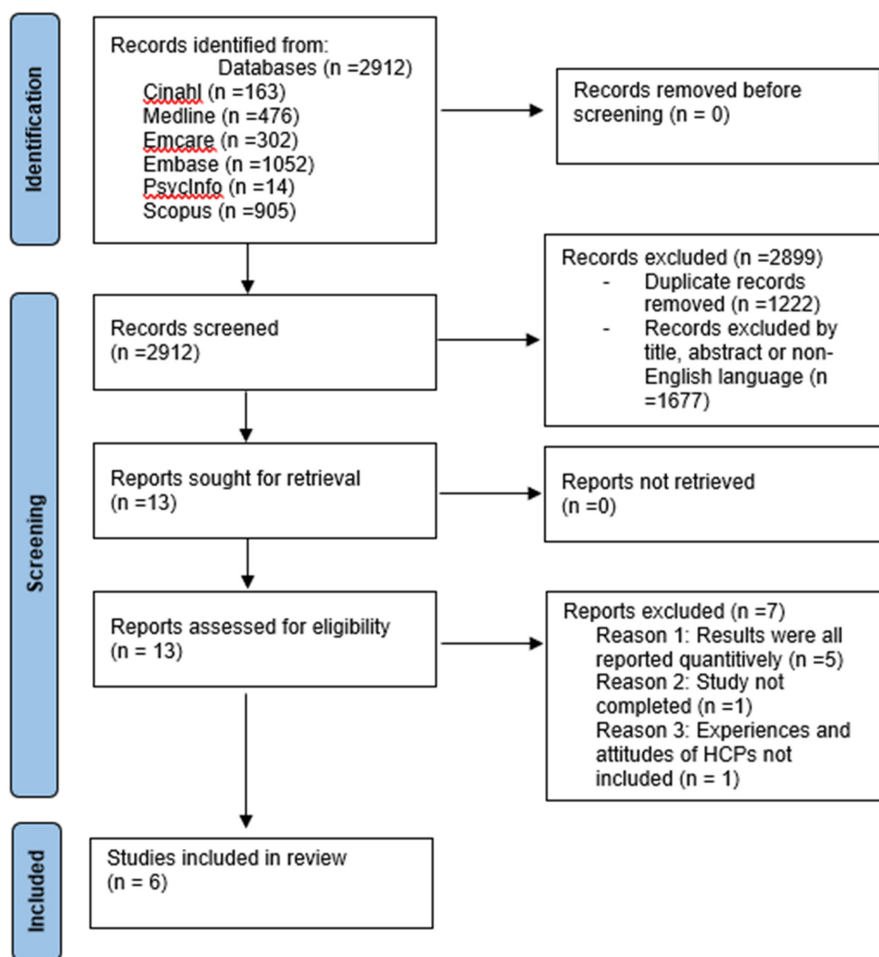 Identification
Records identified from:
Databases (n =2912)
Cinahl (n =163)
Medline (n =476)
Emcare (n =302)
Embase (n =1052)
PsycInfo (n =14)
Scopus (n =905)
Records removed before
screening (n = 0)
Screening
Records screened
(n =2912)
Records excluded (n =2899)
- Duplicate records
removed (n =1222)
- Records excluded by
title, abstract or non-
English language (n
=1677)
Reports sought for retrieval
(n =13)
Reports not retrieved
(n =0)
Reports assessed for eligibility
(n = 13)
Reports excluded (n =7)
Reason 1: Results were all
reported quantitively (n =5)
Reason 2: Study not
completed (n =1)
Reason 3: Experiences and
attitudes of HCPs not
included (n = 1)
Included
Studies included in review
(n = 6)